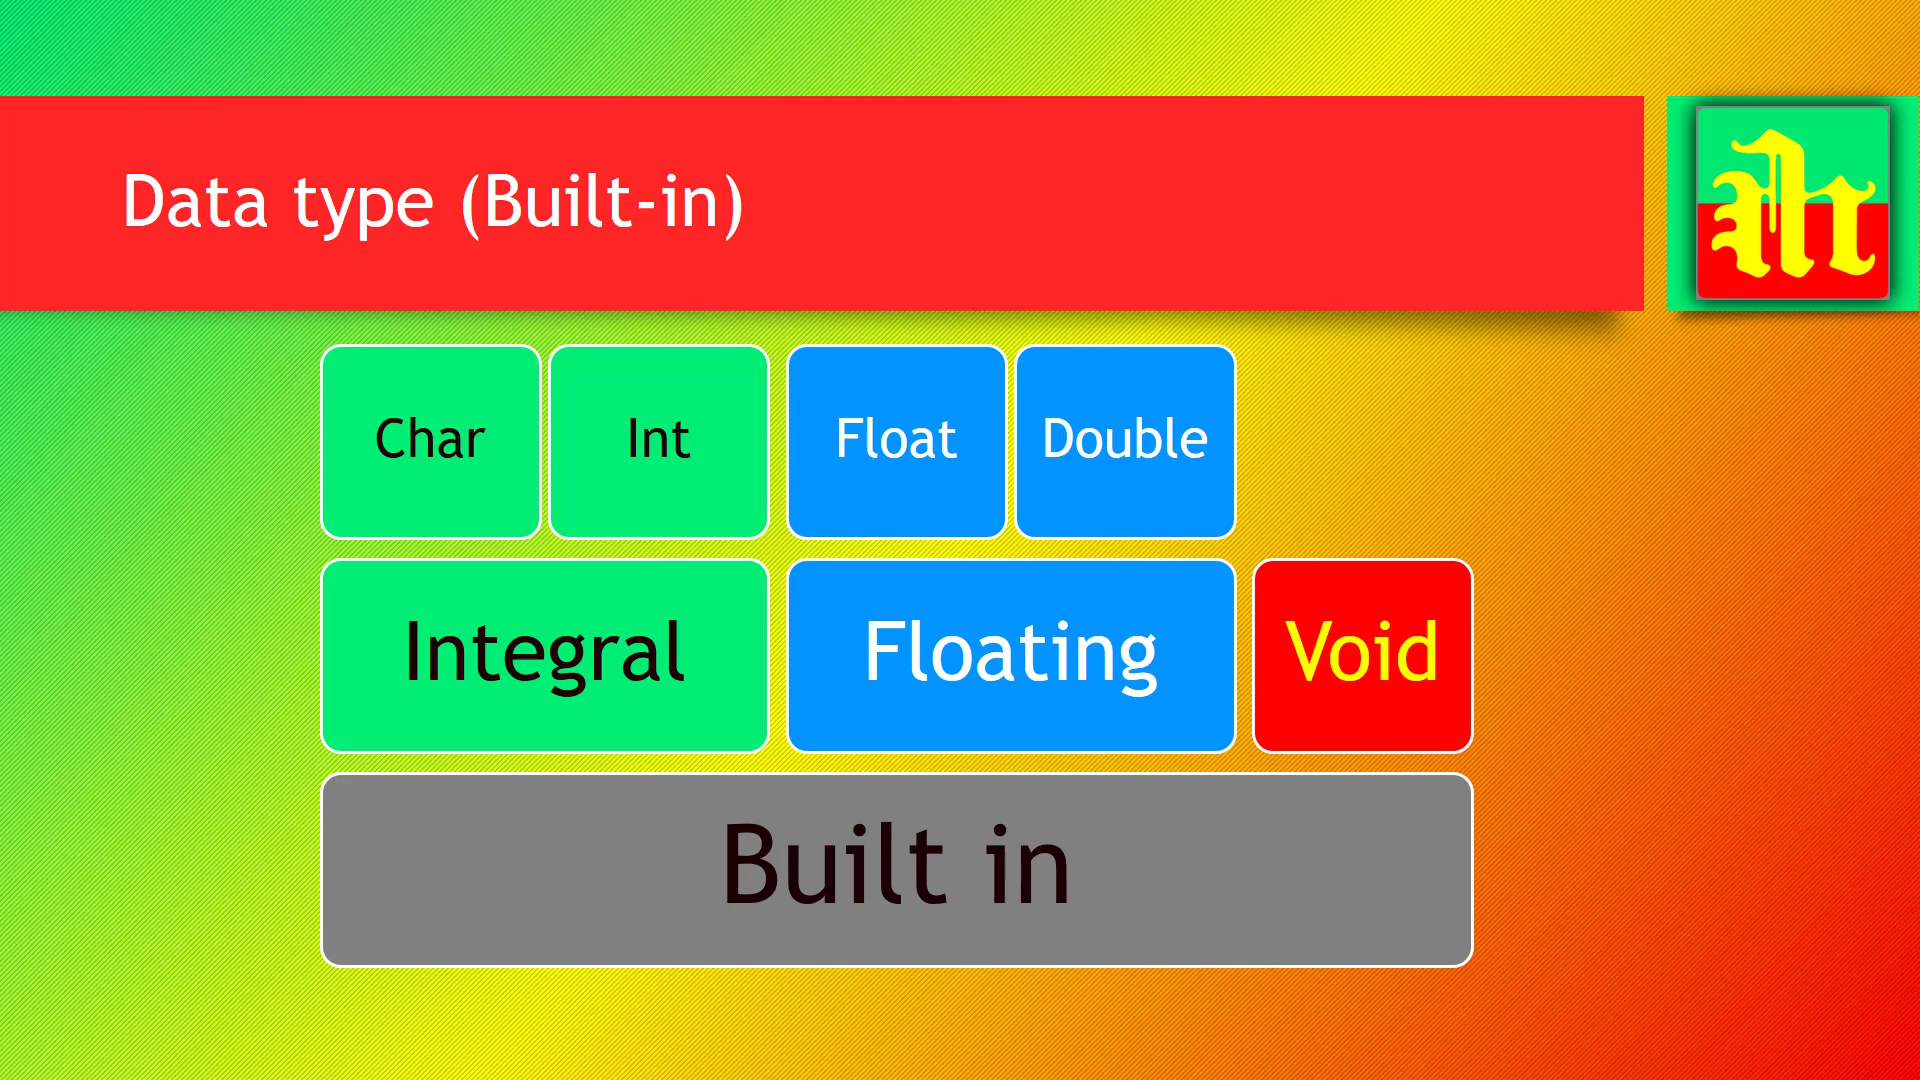 Data type (Built-in)
Char Int Float Double
Integral Floating Void
Built in